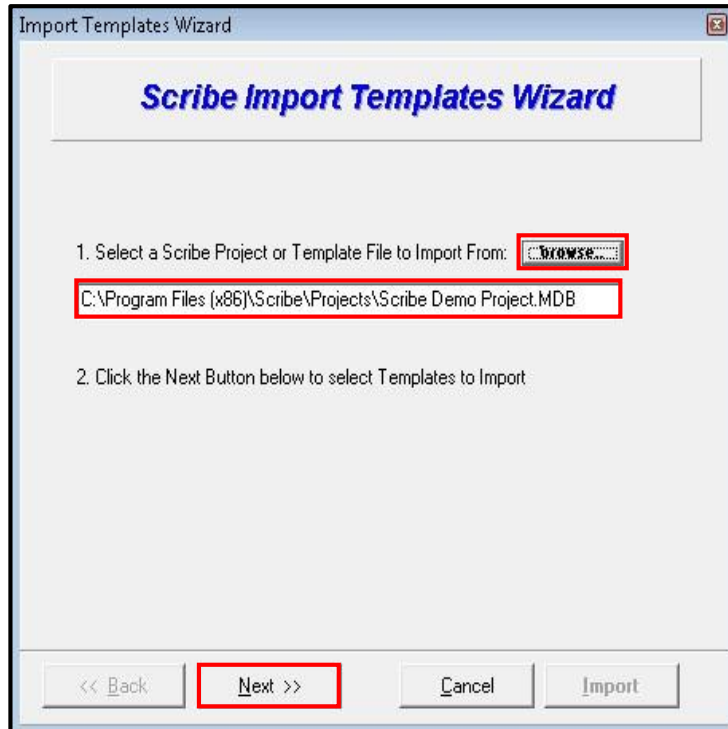 Import Templates Wizard
Scribe Import Templates Wizard
1. Select a Scribe Project or Template File to Import From: browse...
C:\Program Files (x86)\Scribe\Projects\Scribe Demo Project.MDB
2. Click the Next Button below to select Templates to Import
<< Back Next >> Cancel Import